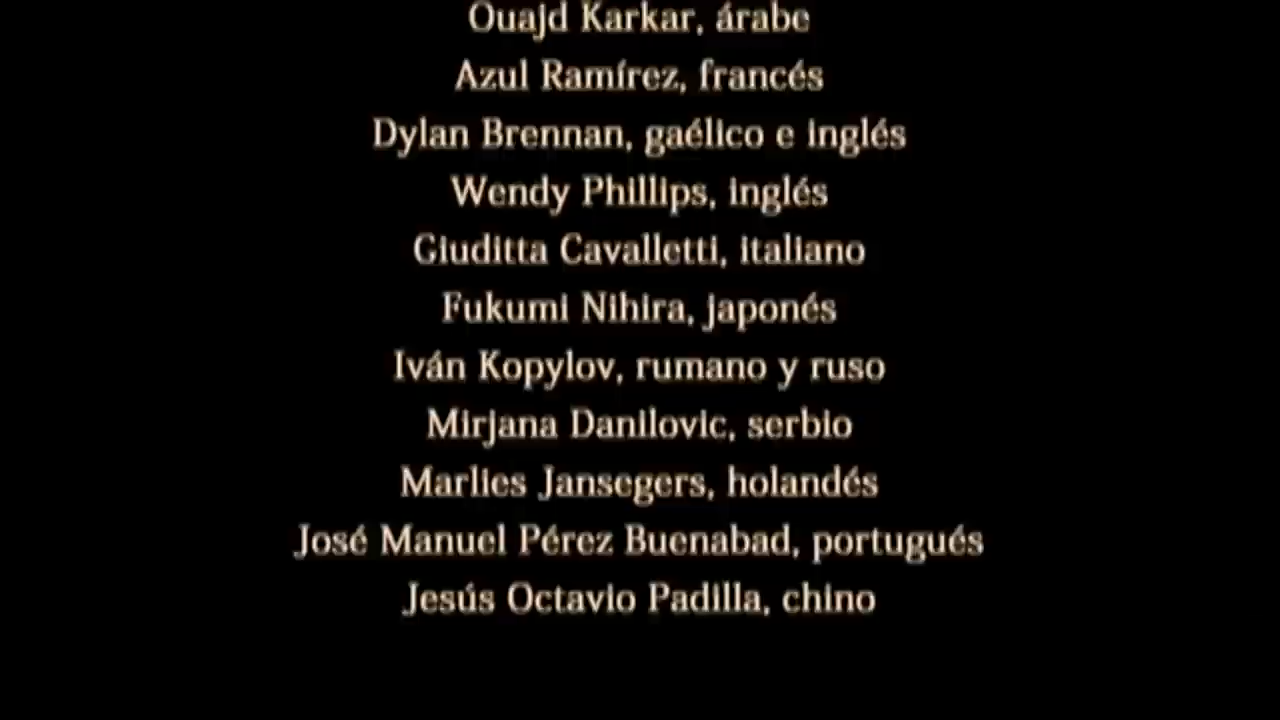 Ouajd Karkar, árabe
Azul Ramírez, francés
Dylan Brennan, gaélico e inglés
Wendy Phillips, inglés
Giuditta Cavalletti, italiano
Fukumi Nihira, japonés
Iván Kopylov, rumano y ruso
Mirjana Danilovic, serbio
Marlies Jansegers, holandés
José Manuel Pérez Buenabad, portugués
Jesús Octavio Padilla, chino